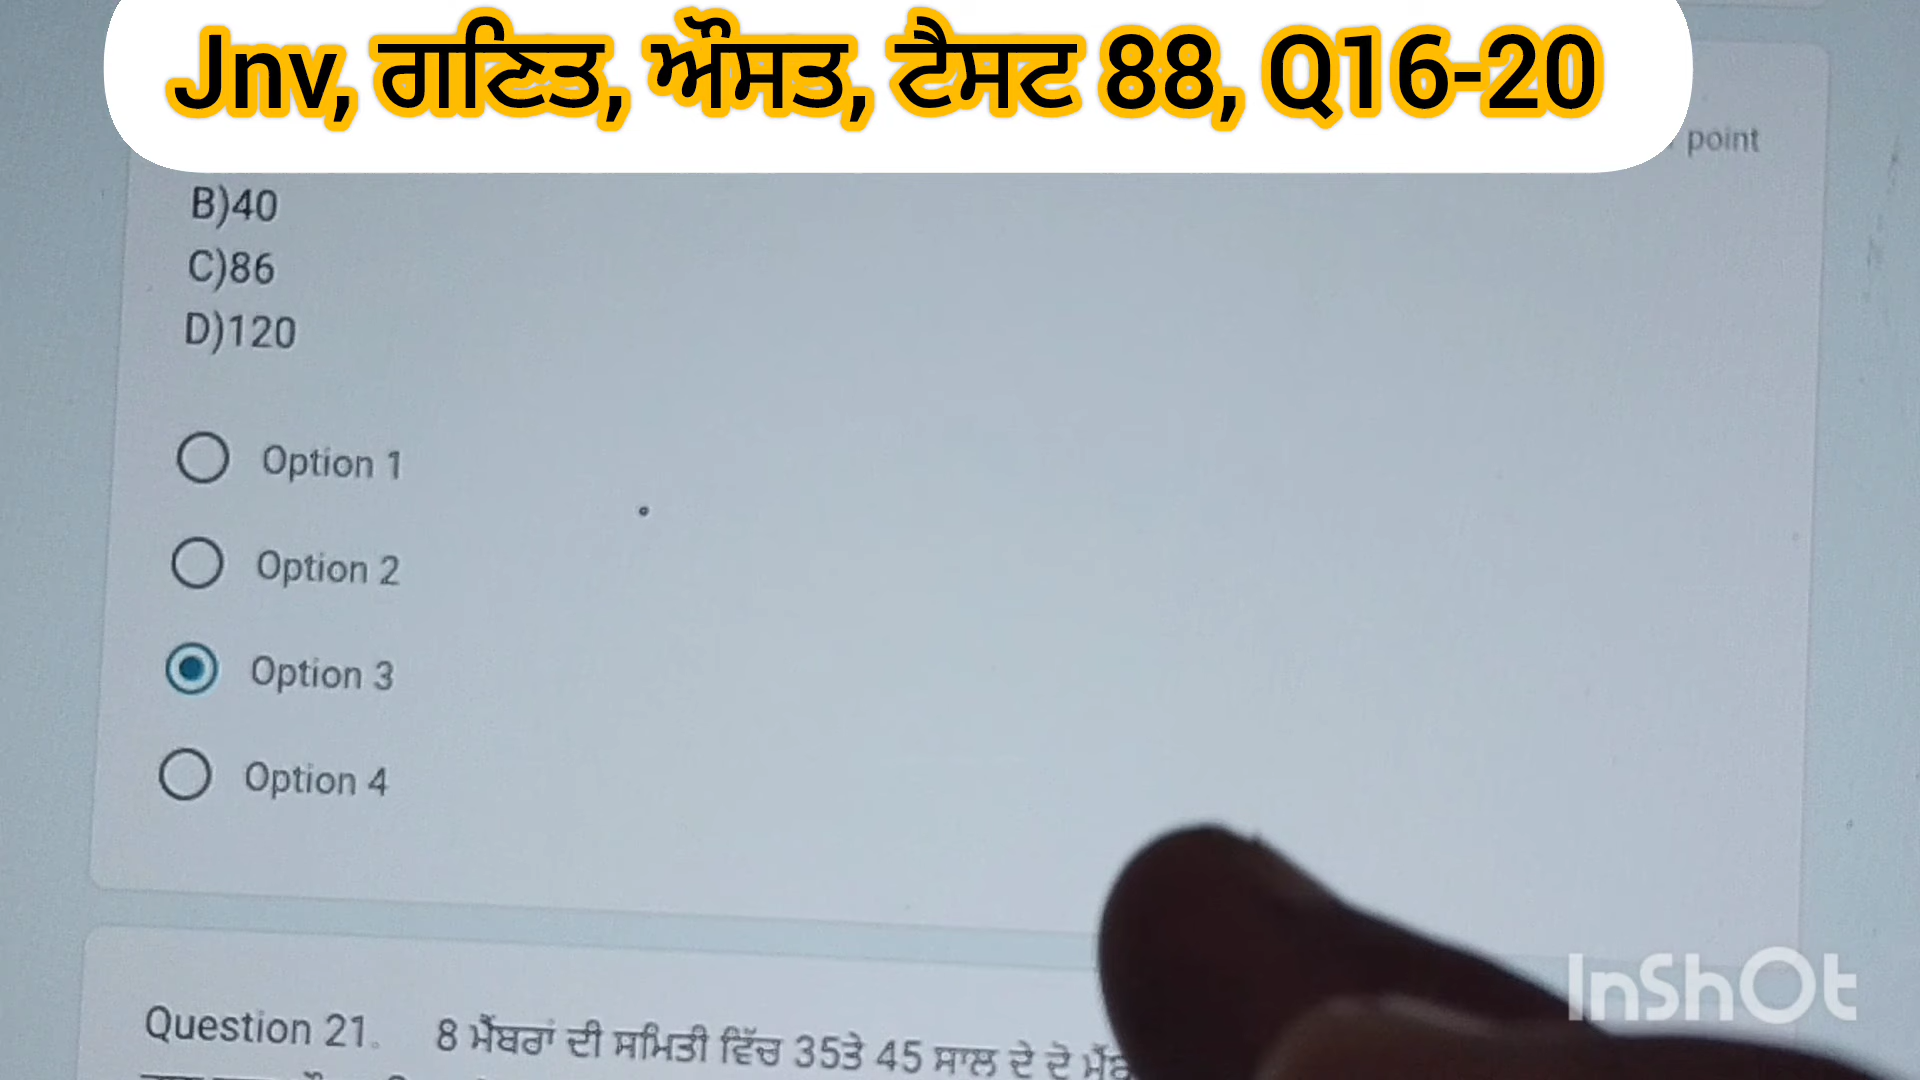 Jnv, ਗਣਿਤ, ਔਸਤ, ਟੈਸਟ 88, Q16-20
point
B)40
C)86
D)120
Option 1
Option 2
Option 3
Option 4
InShOt
Question 21. 8 ਮੈਂਬਰਾਂ ਦੀ ਸਮਿਤੀ ਵਿੱਚ 35ਤੇ 45 ਸਾਲ ਦੇ ਦੋ